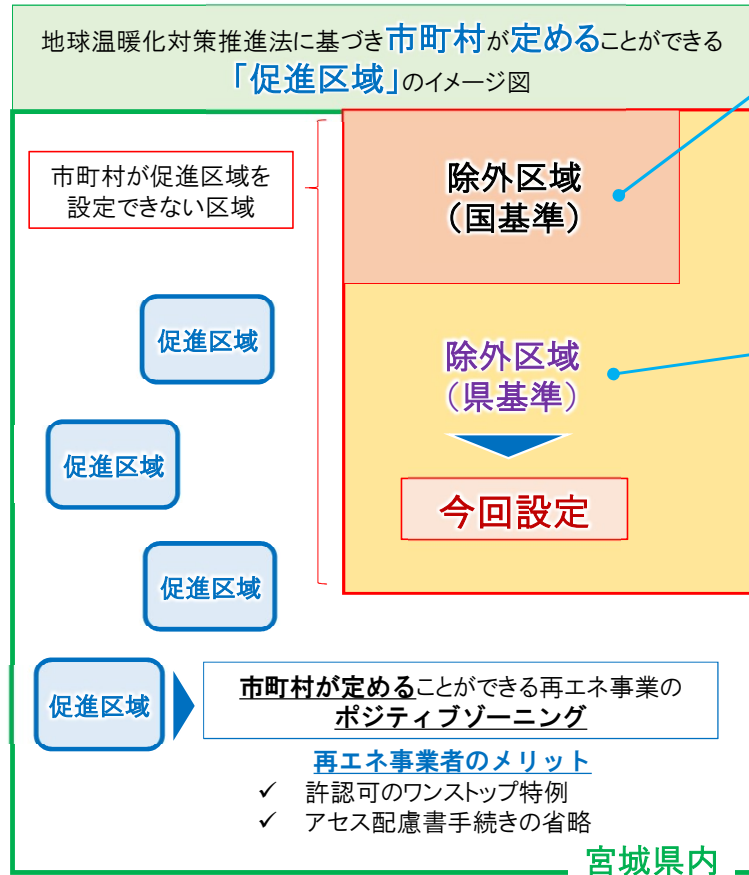 地球温暖化対策推進法に基づき市町村が定めることができる
「促進区域」のイメージ図
市町村が促進区域を
設定できない区域
除外区域
（国基準）
促進区域
除外区域
（県基準）
促進区域
今回設定
促進区域
促進区域
市町村が定めることができる再エネ事業の
ポジティブゾーニング
再エネ事業者のメリット
✓ 許認可のワンストップ特例
✓ アセス配慮書手続きの省略
宮城県内